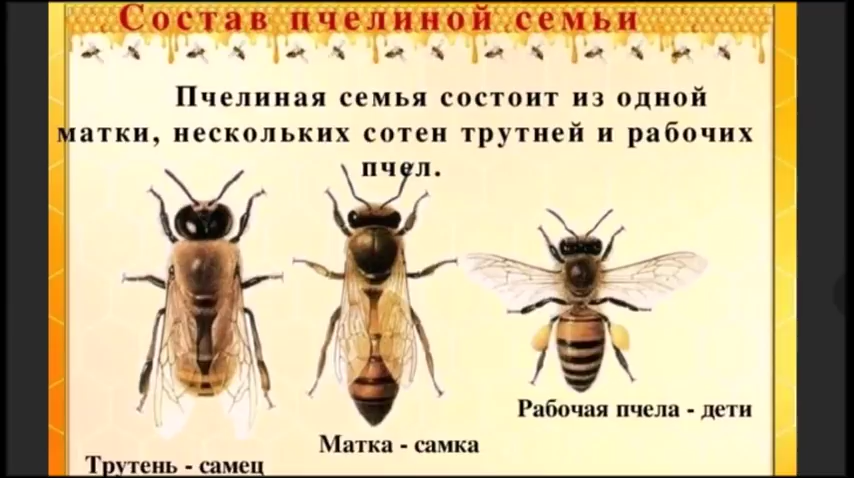 Состав пчелиной семьи
Пчелиная семья состоит из одной
матки, нескольких сотен трутней и рабочих
пчел.
Рабочая пчела - дети
Матка - самка
Трутень - самец